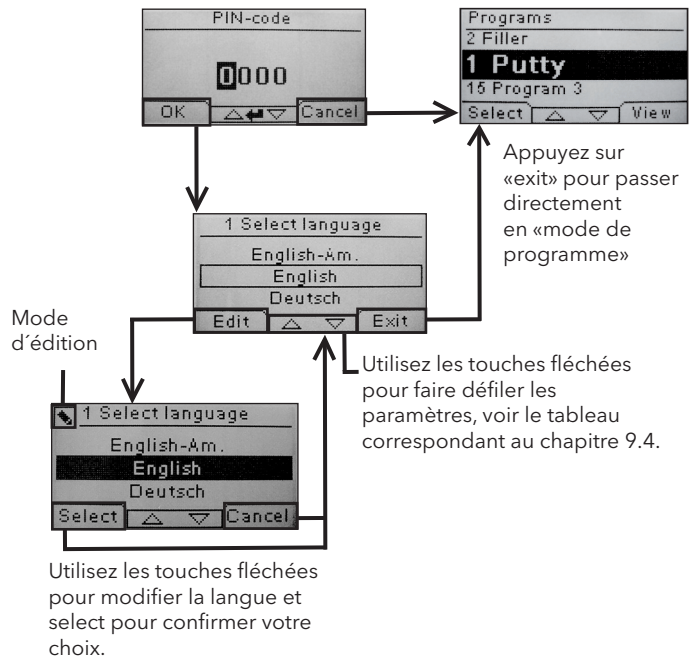 PIN-code
0000
OK
Cancel
Programs
2 Filler
1 Putty
15 Program 3
Select
View
Appuyez sur
«exit» pour passer
directement
en «mode de
programme»
1 Select language
English-Am.
English
Deutsch
Edit
Exit
Mode
d´édition
Utilisez les touches fléchées
pour faire défiler les
paramètres, voir le tableau
correspondant au chapitre 9.4.
1 Select language
English-Am.
English
Deutsch
Select
Cancel
Utilisez les touches fléchées
pour modifier la langue et
select pour confirmer votre
choix.